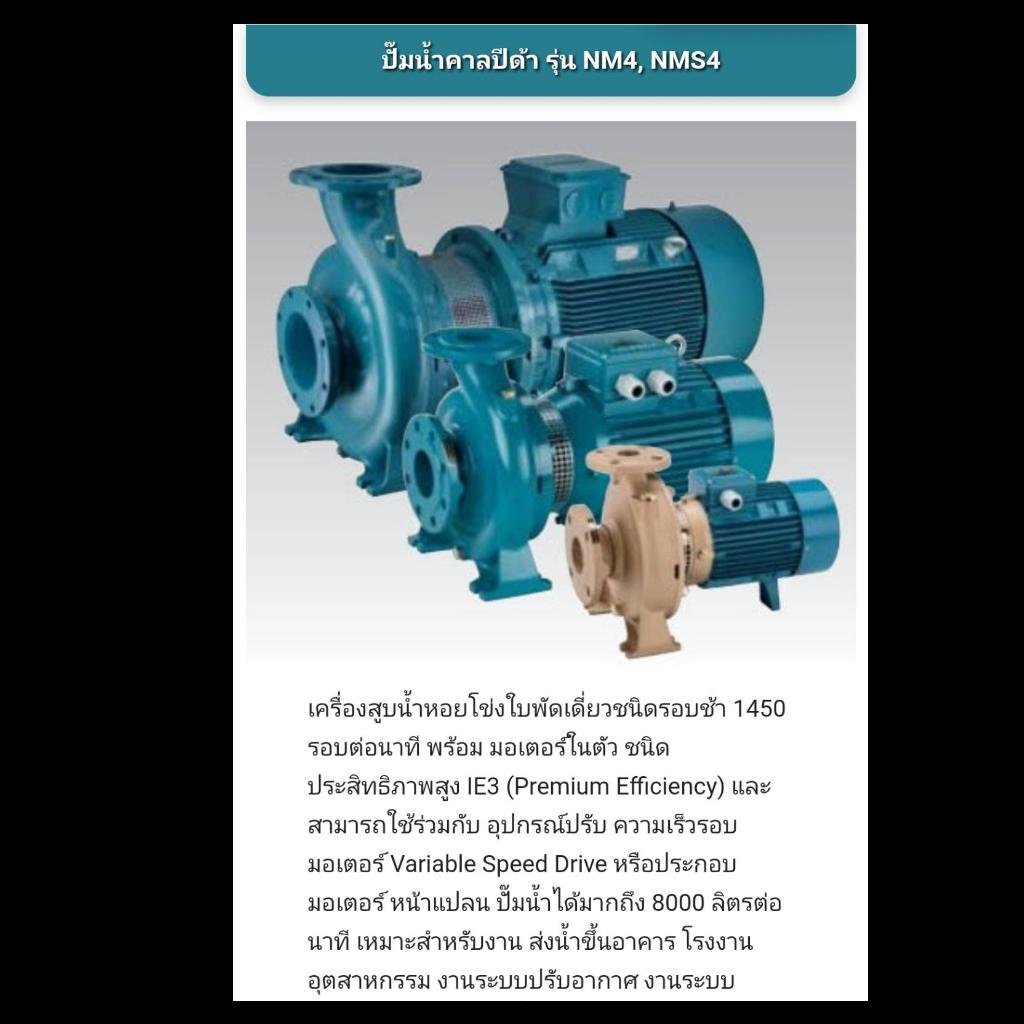 ปั๊มน้ำคาลปีด้า รุ่น NM4, NMS4
เครื่องสูบน้ำหอยโข่งใบพัดเดี่ยวชนิดรอบช้า 1450
รอบต่อนาที พร้อม มอเตอร์ในตัว ชนิด
ประสิทธิภาพสูง IE3 (Premium Efficiency) และ
สามารถใช้ร่วมกับ อุปกรณ์ปรับ ความเร็วรอบ
มอเตอร์ Variable Speed Drive หรือประกอบ
มอเตอร์ หน้าแปลน ปั๊มน้ำได้มากถึง 8000 ลิตรต่อ
นาที เหมาะสำหรับงาน ส่งน้ำขึ้นอาคาร โรงงาน
อุตสาหกรรม งานระบบปรับอากาศ งานระบบ